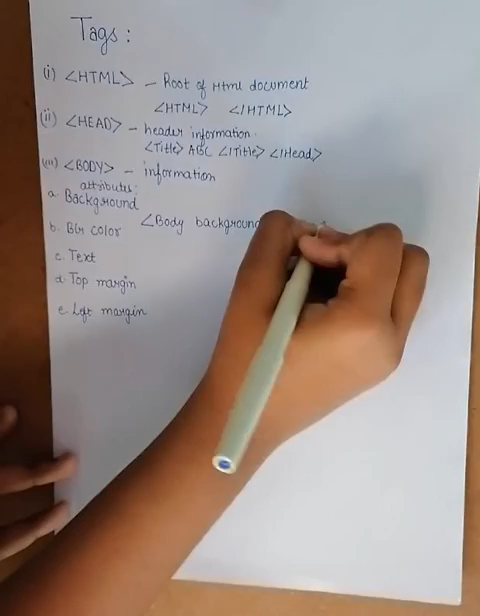 Tags:
(i) <HTML> - Root of Html document
<HTML> </HTML>
(ii) <HEAD> - header information.
<Title> ABC </Title> </Head>
(iii) <BODY> - information
attributes:
a. Background
<Body background
b. BGr color
c. Text
d. Top margin
e. Left margin